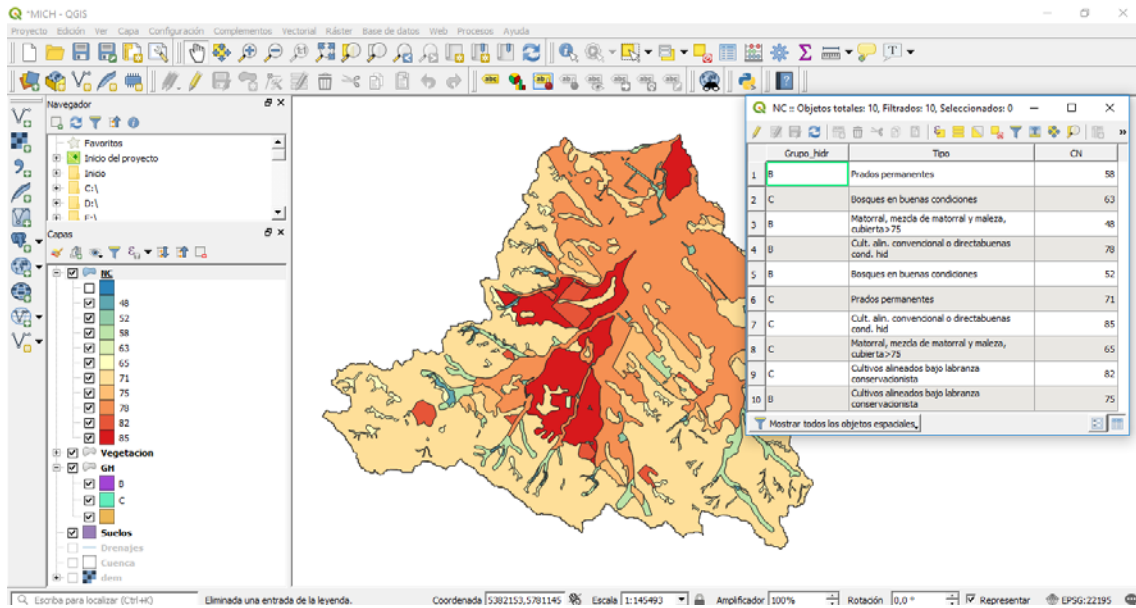 *MICH - QGIS
Proyecto Edición Ver Capa Configuración Complementos Vectorial Ráster Base de datos Web Procesos Ayuda
Navegador
Favoritos
Inicio del proyecto
Inicio
C:\
D:\
E:\
Capas
NC
48
52
58
63
65
71
75
78
82
85
Vegetacion
GH
B
C
Suelos
Drenajes
Cuenca
dem
NC :: Objetos totales: 10, Filtrados: 10, Seleccionados: 0
Grupo_hidr Tipo CN
1 B Prados permanentes 58
2 C Bosques en buenas condiciones 63
3 B Matorral, mezcla de matorral y maleza, 48
cubierta>75
4 B Cult. alin. convencional o directabuenas 78
cond. hid
5 B Bosques en buenas condiciones 52
6 C Prados permanentes 71
7 C Cult. alin. convencional o directabuenas 85
cond. hid
8 C Matorral, mezcla de matorral y maleza, 65
cubierta>75
9 C Cultivos alineados bajo labranza 82
conservacionista
10 B Cultivos alineados bajo labranza 75
conservacionista
Mostrar todos los objetos espaciales
Escriba para localizar (Ctrl+K) Eliminada una entrada de la leyenda. Coordenada 5382153,5781145 Escala 1:145493 Amplificador 100% Rotación 0,0 ° Representar EPSG:22195